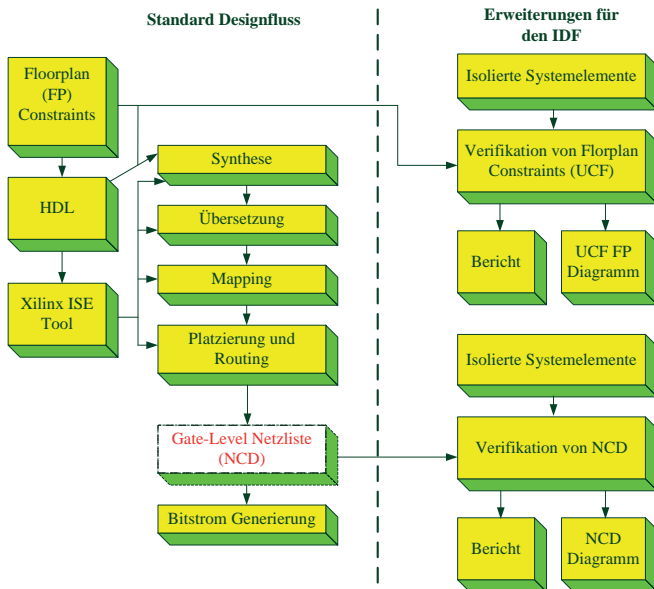 Standard Designfluss
Erweiterungen für
den IDF
Floorplan
(FP)
Constraints
HDL
Xilinx ISE
Tool
Synthese
Übersetzung
Mapping
Platzierung und
Routing
Gate-Level Netzliste
(NCD)
Bitstrom Generierung
Isolierte Systemelemente
Verifikation von Florplan
Constraints (UCF)
Bericht
UCF FP
Diagramm
Isolierte Systemelemente
Verifikation von NCD
Bericht
NCD
Diagramm